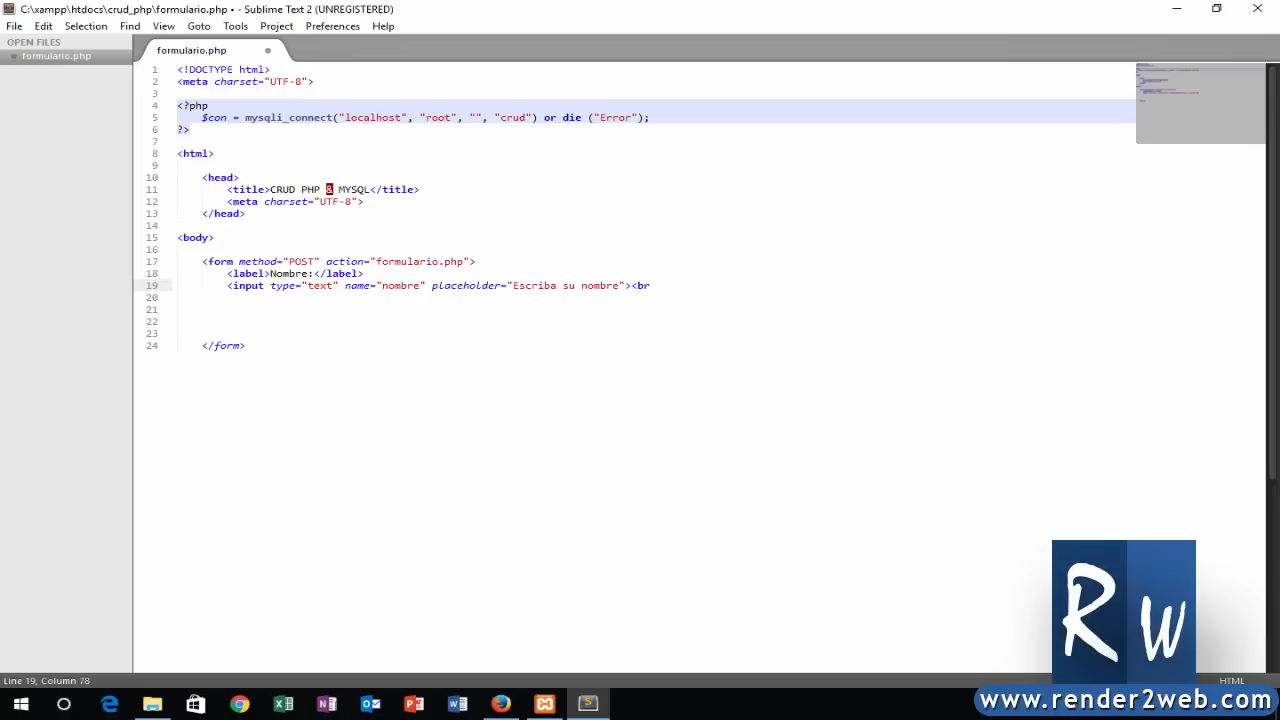 C:\xampp\htdocs\crud_php\formulario.php • - Sublime Text 2 (UNREGISTERED)
File Edit Selection Find View Goto Tools Project Preferences Help
OPEN FILES
formulario.php
formulario.php
1 <!DOCTYPE html>
2 <meta charset="UTF-8">
3
4 <?php
5 $con = mysqli_connect("localhost", "root", "", "crud") or die ("Error");
6 ?>
7
8 <html>
9
10 <head>
11 <title>CRUD PHP & MYSQL</title>
12 <meta charset="UTF-8">
13 </head>
14
15 <body>
16
17 <form method="POST" action="formulario.php">
18 <label>Nombre:</label>
19 <input type="text" name="nombre" placeholder="Escriba su nombre"><br
20
21
22
23
24 </form>
RW
Line 19, Column 78
HTML
www.render2web.com